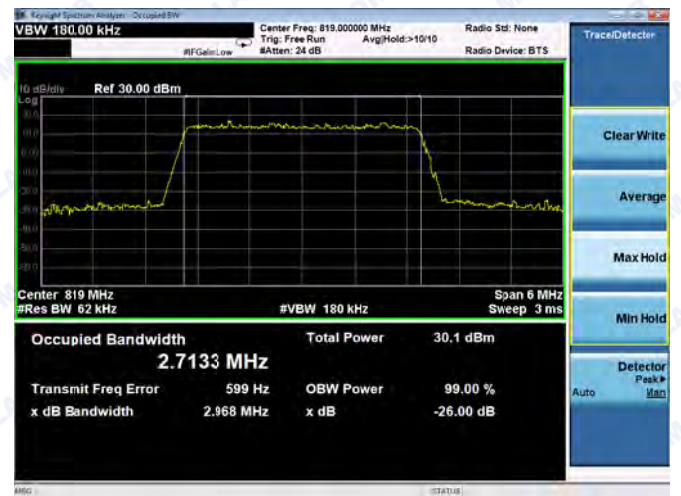 Keysight Spectrum Analyzer - Occupied BW
VBW 180.00 kHz
Center Freq: 819.000000 MHz
Radio Std: None
Trace/Detector
Trig: Free Run
Avg|Hold:>10/10
#IFGain:Low
#Atten: 24 dB
Radio Device: BTS
10 dB/div
Ref 30.00 dBm
Log
Clear Write
Average
Max Hold
Center 819 MHz
Span 6 MHz
#Res BW 62 kHz
#VBW 180 kHz
Sweep 3 ms
Min Hold
Occupied Bandwidth
Total Power
30.1 dBm
2.7133 MHz
Detector
Peak▶
Auto
Man
Transmit Freq Error
599 Hz
OBW Power
99.00 %
x dB Bandwidth
2.968 MHz
x dB
-26.00 dB
MSG
STATUS